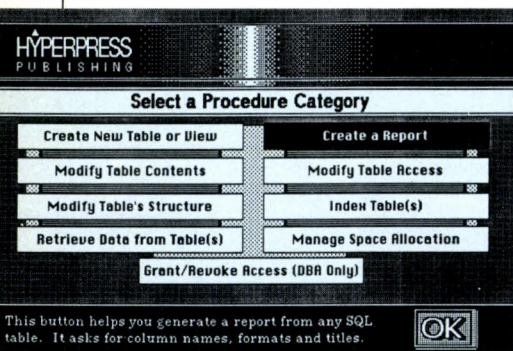 HYPERPRESS
PUBLISHING
Select a Procedure Category
Create New Table or View
Create a Report
Modify Table Contents
Modify Table Access
Modify Table's Structure
Index Table(s)
Retrieve Data from Table(s)
Manage Space Allocation
Grant/Revoke Access (DBA Only)
This button helps you generate a report from any SQL
table. It asks for column names, formats and titles.
OK